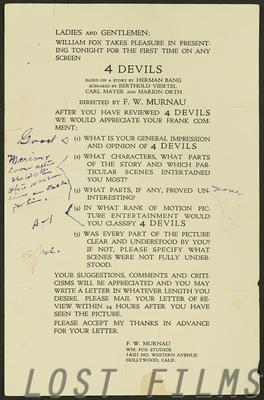 LADIES AND GENTLEMEN:
WILLIAM FOX TAKES PLEASURE IN PRESENT-
ING TONIGHT FOR THE FIRST TIME ON ANY
SCREEN
4 DEVILS
BASED ON A STORY BY HERMAN BANG
SCENARIO BY BERTHOLD VIERTEL
CARL MAYER AND MARION ORTH
DIRECTED BY F. W. MURNAU
AFTER YOU HAVE REVIEWED 4 DEVILS
WE WOULD APPRECIATE YOUR FRANK COM-
MENT:
Good
(1) WHAT IS YOUR GENERAL IMPRESSION
AND OPINION OF 4 DEVILS
(2) WHAT CHARACTERS, WHAT PARTS
OF THE STORY AND WHICH PAR-
TICULAR SCENES ENTERTAINED
YOU MOST?
(3) WHAT PARTS, IF ANY, PROVED UN-
INTERESTING?
none
(4) IN WHAT RANK OF MOTION PIC-
TURE ENTERTAINMENT WOULD
YOU CLASSIFY 4 DEVILS
A-1
(5) WAS EVERY PART OF THE PICTURE
CLEAR AND UNDERSTOOD BY YOU?
IF NOT, PLEASE SPECIFY WHAT
SCENES WERE NOT FULLY UNDER-
STOOD.
YOUR SUGGESTIONS, COMMENTS AND CRITI-
CISMS WILL BE APPRECIATED AND YOU MAY
WRITE A LETTER IN WHATEVER LENGTH YOU
DESIRE. PLEASE MAIL YOUR LETTER OF RE-
VIEW WITHIN 24 HOURS AFTER YOU HAVE
SEEN THE PICTURE.
PLEASE ACCEPT MY THANKS IN ADVANCE
FOR YOUR LETTER.
F. W. MURNAU
WM. FOX STUDIOS
1401 NO. WESTERN AVENUE
HOLLYWOOD, CALIF.
LOST FILMS